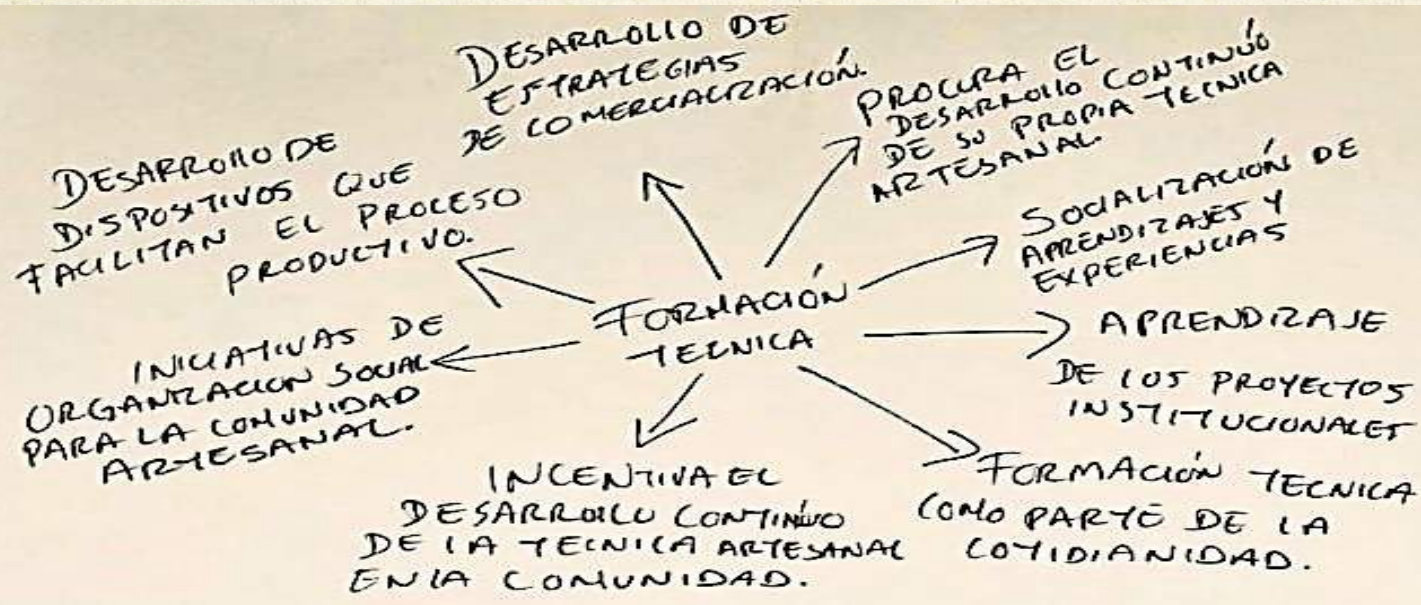 DESARROLLO DE
ESTRATEGIAS
DE COMERCIALIZACIÓN.
PROCURA EL
DESARROLLO CONTINÚO
DE SU PROPIA TECNICA
ARTESANAL.
DESARROLLO DE
DISPOSITIVOS QUE
FACILITAN EL PROCESO
PRODUCTIVO.
SOCIALIZACIÓN DE
APRENDIZAJES Y
EXPERIENCIAS
FORMACIÓN
TECNICA
INICIATIVAS DE
ORGANIZACION SOCIAL
PARA LA COMUNIDAD
ARTESANAL.
APRENDIZAJE
DE LOS PROYECTOS
INSTITUCIONALES
INCENTIVA EL
DESARROLLO CONTINÚO
DE LA TECNICA ARTESANAL
EN LA COMUNIDAD.
FORMACIÓN TECNICA
COMO PARTE DE LA
COTIDIANIDAD.